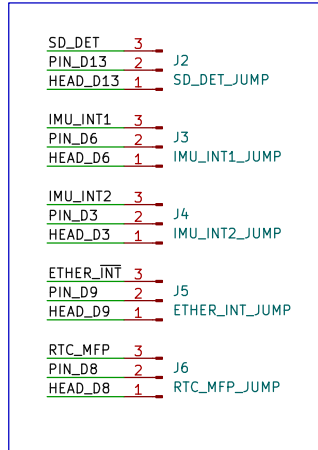 SD_DET 3
PIN_D13 2 J2
HEAD_D13 1 SD_DET_JUMP
IMU_INT1 3
PIN_D6 2 J3
HEAD_D6 1 IMU_INT1_JUMP
IMU_INT2 3
PIN_D3 2 J4
HEAD_D3 1 IMU_INT2_JUMP
ETHER_I̅N̅T̅ 3
PIN_D9 2 J5
HEAD_D9 1 ETHER_INT_JUMP
RTC_MFP 3
PIN_D8 2 J6
HEAD_D8 1 RTC_MFP_JUMP